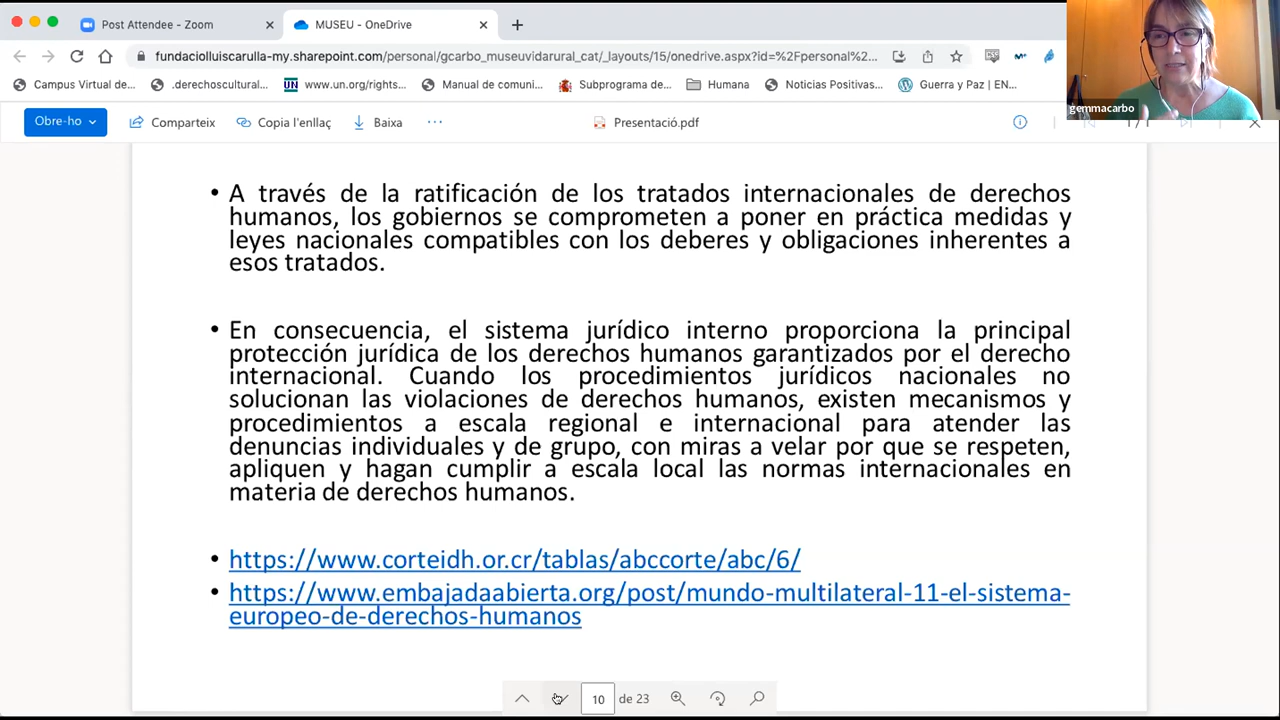 Post Attendee - Zoom
MUSEU - OneDrive
fundaciolluiscarulla-my.sharepoint.com/personal/gcarbo_museuvidarural_cat/_layouts/15/onedrive.aspx?id=%2Fpersonal%2...
Campus Virtual de... .derechoscultural... UN www.un.org/rights... Manual de comuni... Subprograma de... Humana Noticias Positivas... Guerra y Paz | EN...
gemmacarbo
Obre-ho Comparteix Copia l'enllaç Baixa ... Presentació.pdf 1 / 1
• A través de la ratificación de los tratados internacionales de derechos
humanos, los gobiernos se comprometen a poner en práctica medidas y
leyes nacionales compatibles con los deberes y obligaciones inherentes a
esos tratados.
• En consecuencia, el sistema jurídico interno proporciona la principal
protección jurídica de los derechos humanos garantizados por el derecho
internacional. Cuando los procedimientos jurídicos nacionales no
solucionan las violaciones de derechos humanos, existen mecanismos y
procedimientos a escala regional e internacional para atender las
denuncias individuales y de grupo, con miras a velar por que se respeten,
apliquen y hagan cumplir a escala local las normas internacionales en
materia de derechos humanos.
• https://www.corteidh.or.cr/tablas/abccorte/abc/6/
• https://www.embajadaabierta.org/post/mundo-multilateral-11-el-sistema-
europeo-de-derechos-humanos
10 de 23